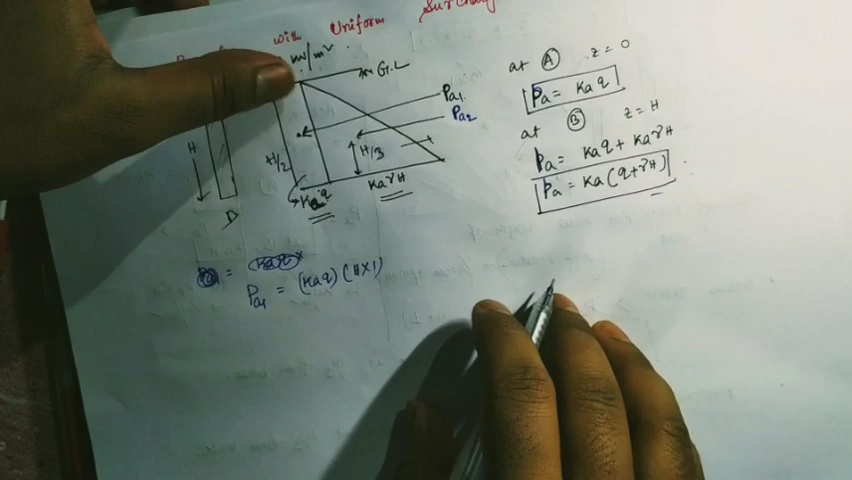 with Uniform
kN/m²
G.L
Pa1
Pa2
H
H/2
H/3
Kaq
KaγH
at A z=0
Pa = Kaq
at B z=H
Pa = Kaq + KaγH
Pa = Ka(q+γH)
=
Pa1 = (Kaq)(H×1)